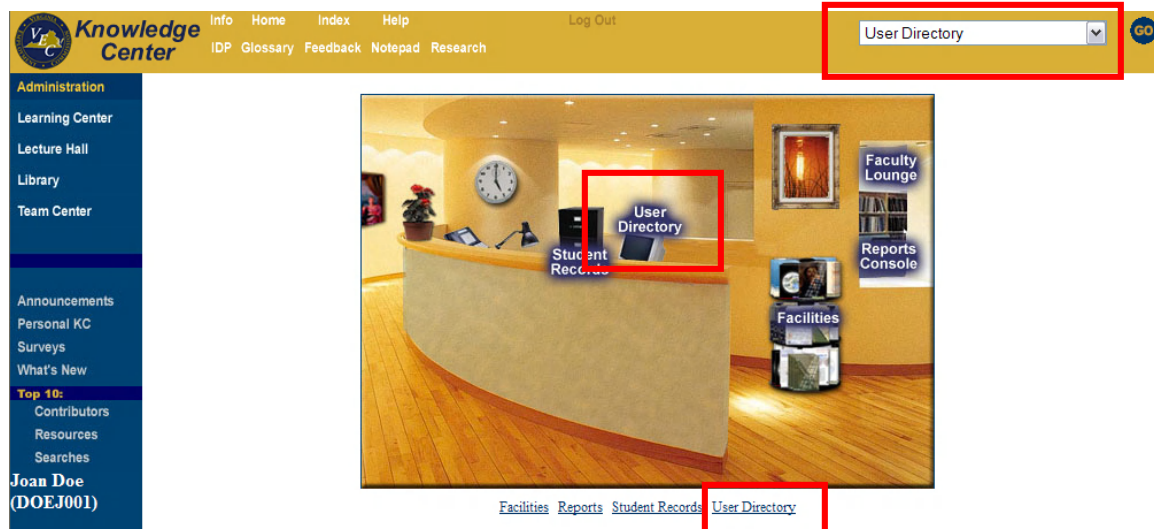 VEC
Knowledge
Center
Info Home Index Help Log Out
IDP Glossary Feedback Notepad Research
User Directory
GO
Administration
Learning Center
Lecture Hall
Library
Team Center
Announcements
Personal KC
Surveys
What's New
Top 10:
Contributors
Resources
Searches
Joan Doe
(DOEJ001)
User
Directory
Student
Records
Faculty
Lounge
Reports
Console
Facilities
Facilities Reports Student Records User Directory